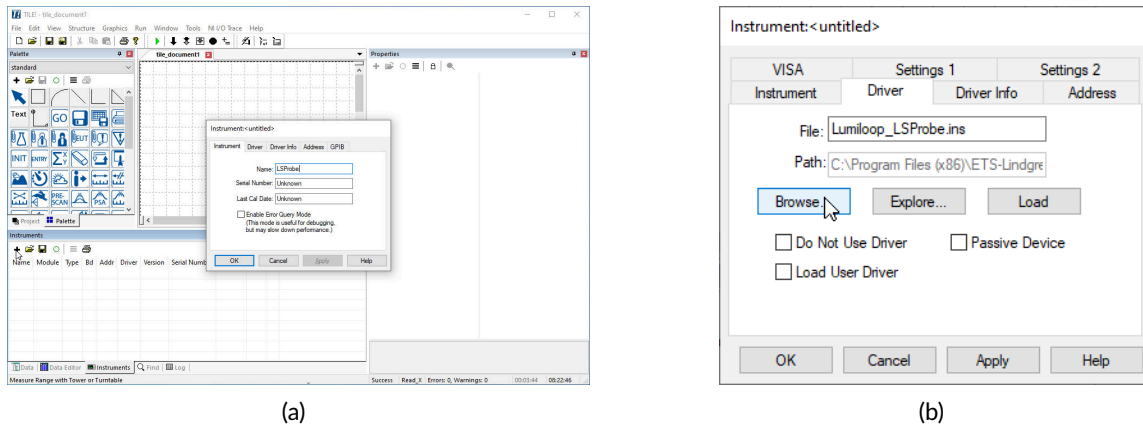 TILE! - tile_document1
File Edit View Structure Graphics Run Window Tools NI I/O Trace Help
Palette
tile_document1
Properties
standard
Text
GO
EUT
INIT
ENTRY
PRE-SCAN
PSA
Project Palette
Instruments
Name Module Type Bd Addr Driver Version Serial Numb
Data Data Editor Instruments Find Log
Measure Range with Tower or Turntable
Success Read_X Errors: 0, Warnings: 0 00:03:44 08:22:46
Instrument:<untitled>
Instrument Driver Driver Info Address GPIB
Name: LSProbe
Serial Number: Unknown
Last Cal Date: Unknown
Enable Error Query Mode
(This mode is useful for debugging,
but may slow down performance.)
OK Cancel Apply Help
(a)
Instrument:<untitled>
VISA Settings 1 Settings 2
Instrument Driver Driver Info Address
File: Lumiloop_LSProbe.ins
Path: C:\Program Files (x86)\ETS-Lindgre
Browse... Explore... Load
Do Not Use Driver Passive Device
Load User Driver
OK Cancel Apply Help
(b)